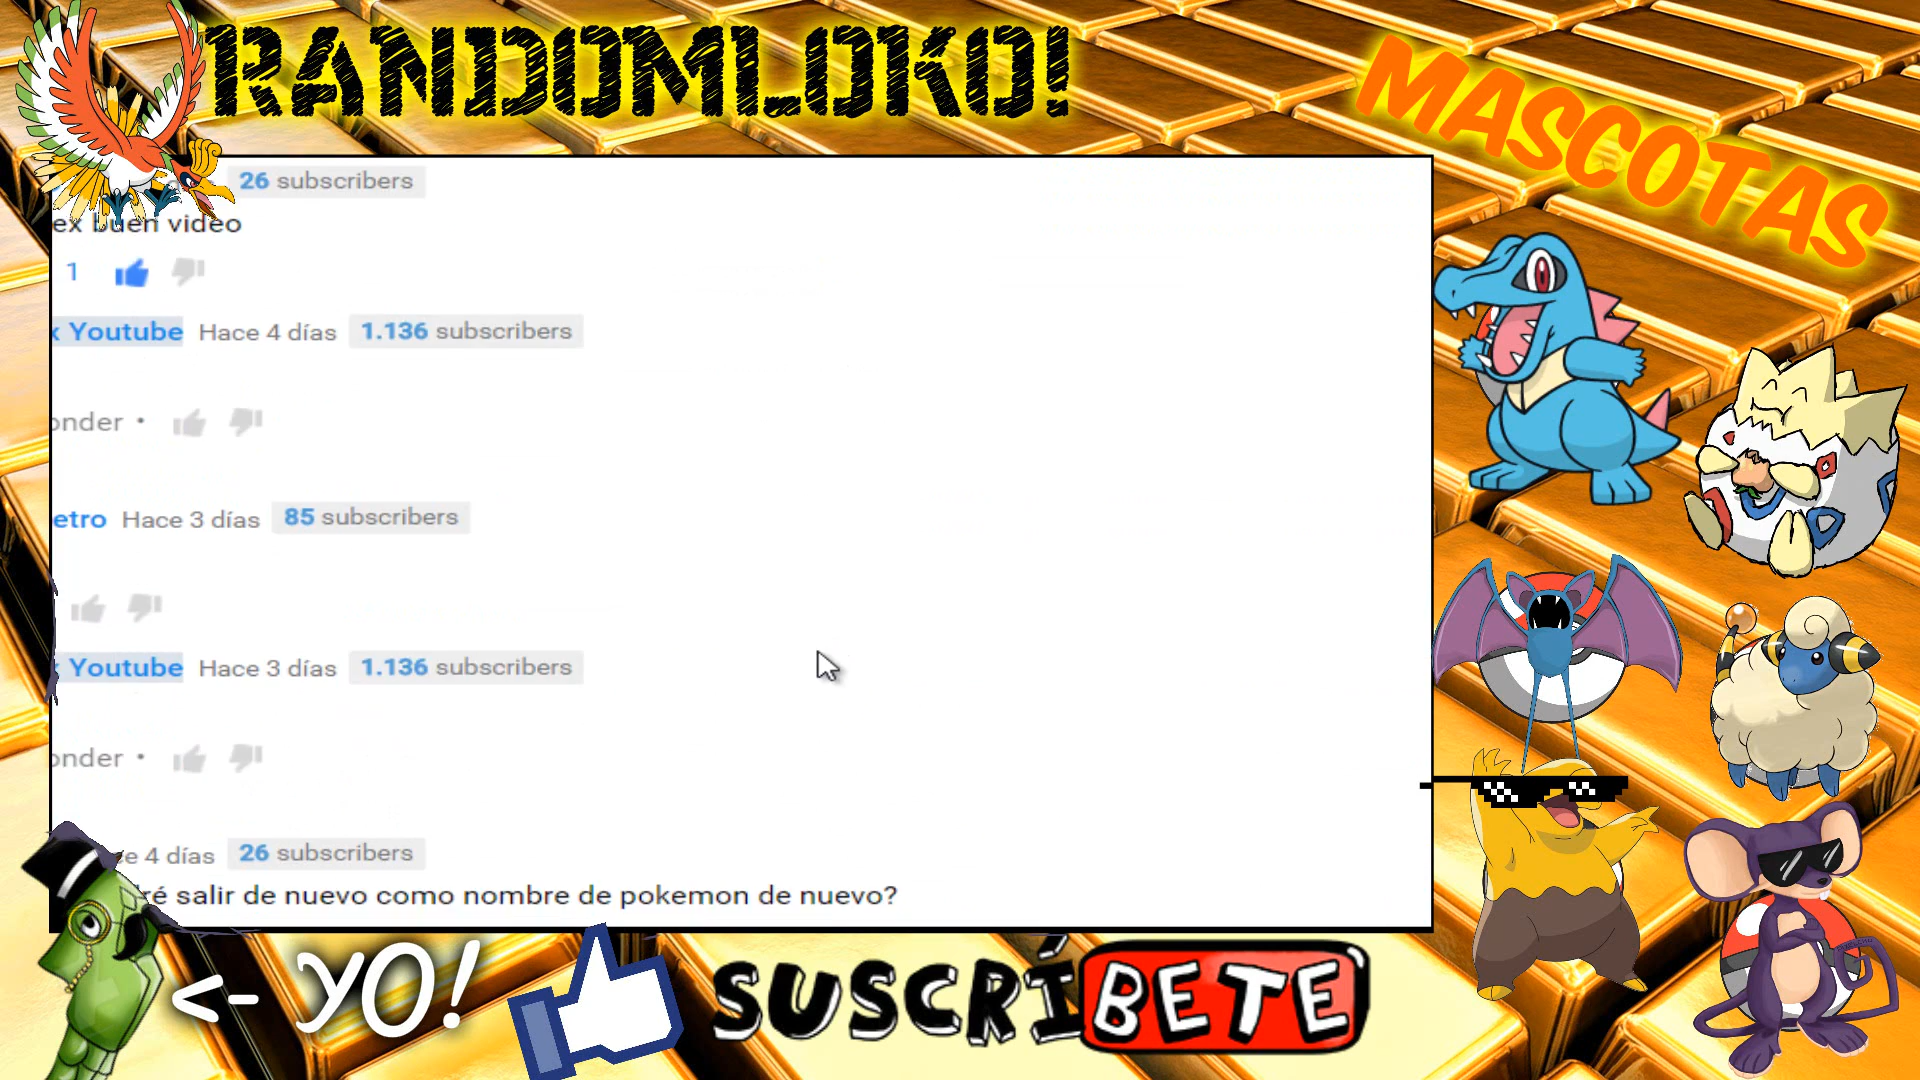 RANDOMLOKO!
MASCOTAS
26 subscribers
ex buen video
1
x Youtube Hace 4 días 1.136 subscribers
onder •
etro Hace 3 días 85 subscribers
Youtube Hace 3 días 1.136 subscribers
onder •
ce 4 días 26 subscribers
ré salir de nuevo como nombre de pokemon de nuevo?
<- YO!
SUSCRÍBETE